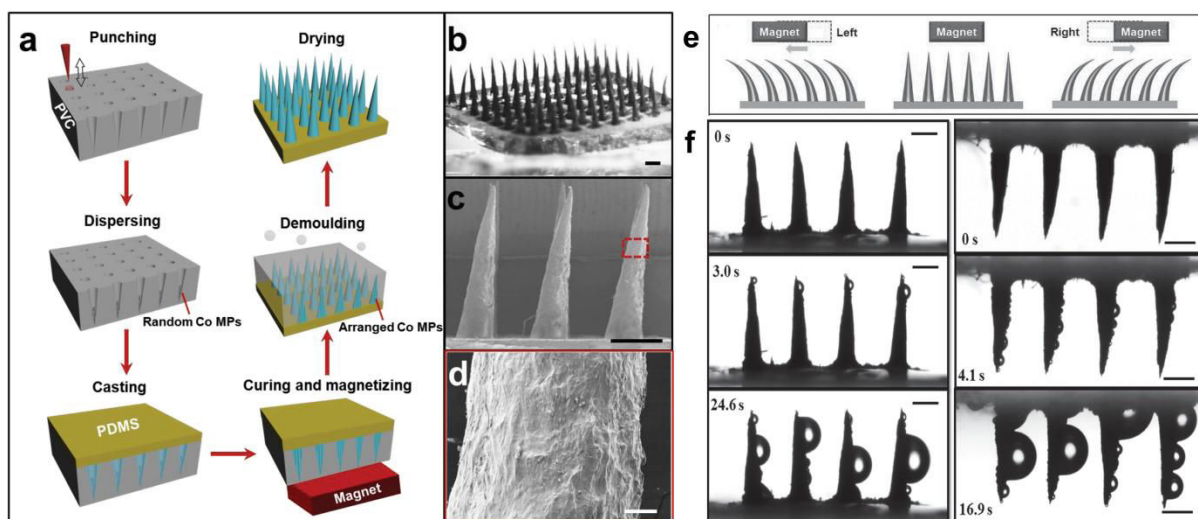 a
Punching
PVC
Dispersing
Random Co MPs
Casting
PDMS
Curing and magnetizing
Magnet
Demoulding
Arranged Co MPs
Drying
b
c
d
e
Magnet
Left
Magnet
Right
Magnet
f
0 s
3.0 s
24.6 s
0 s
4.1 s
16.9 s